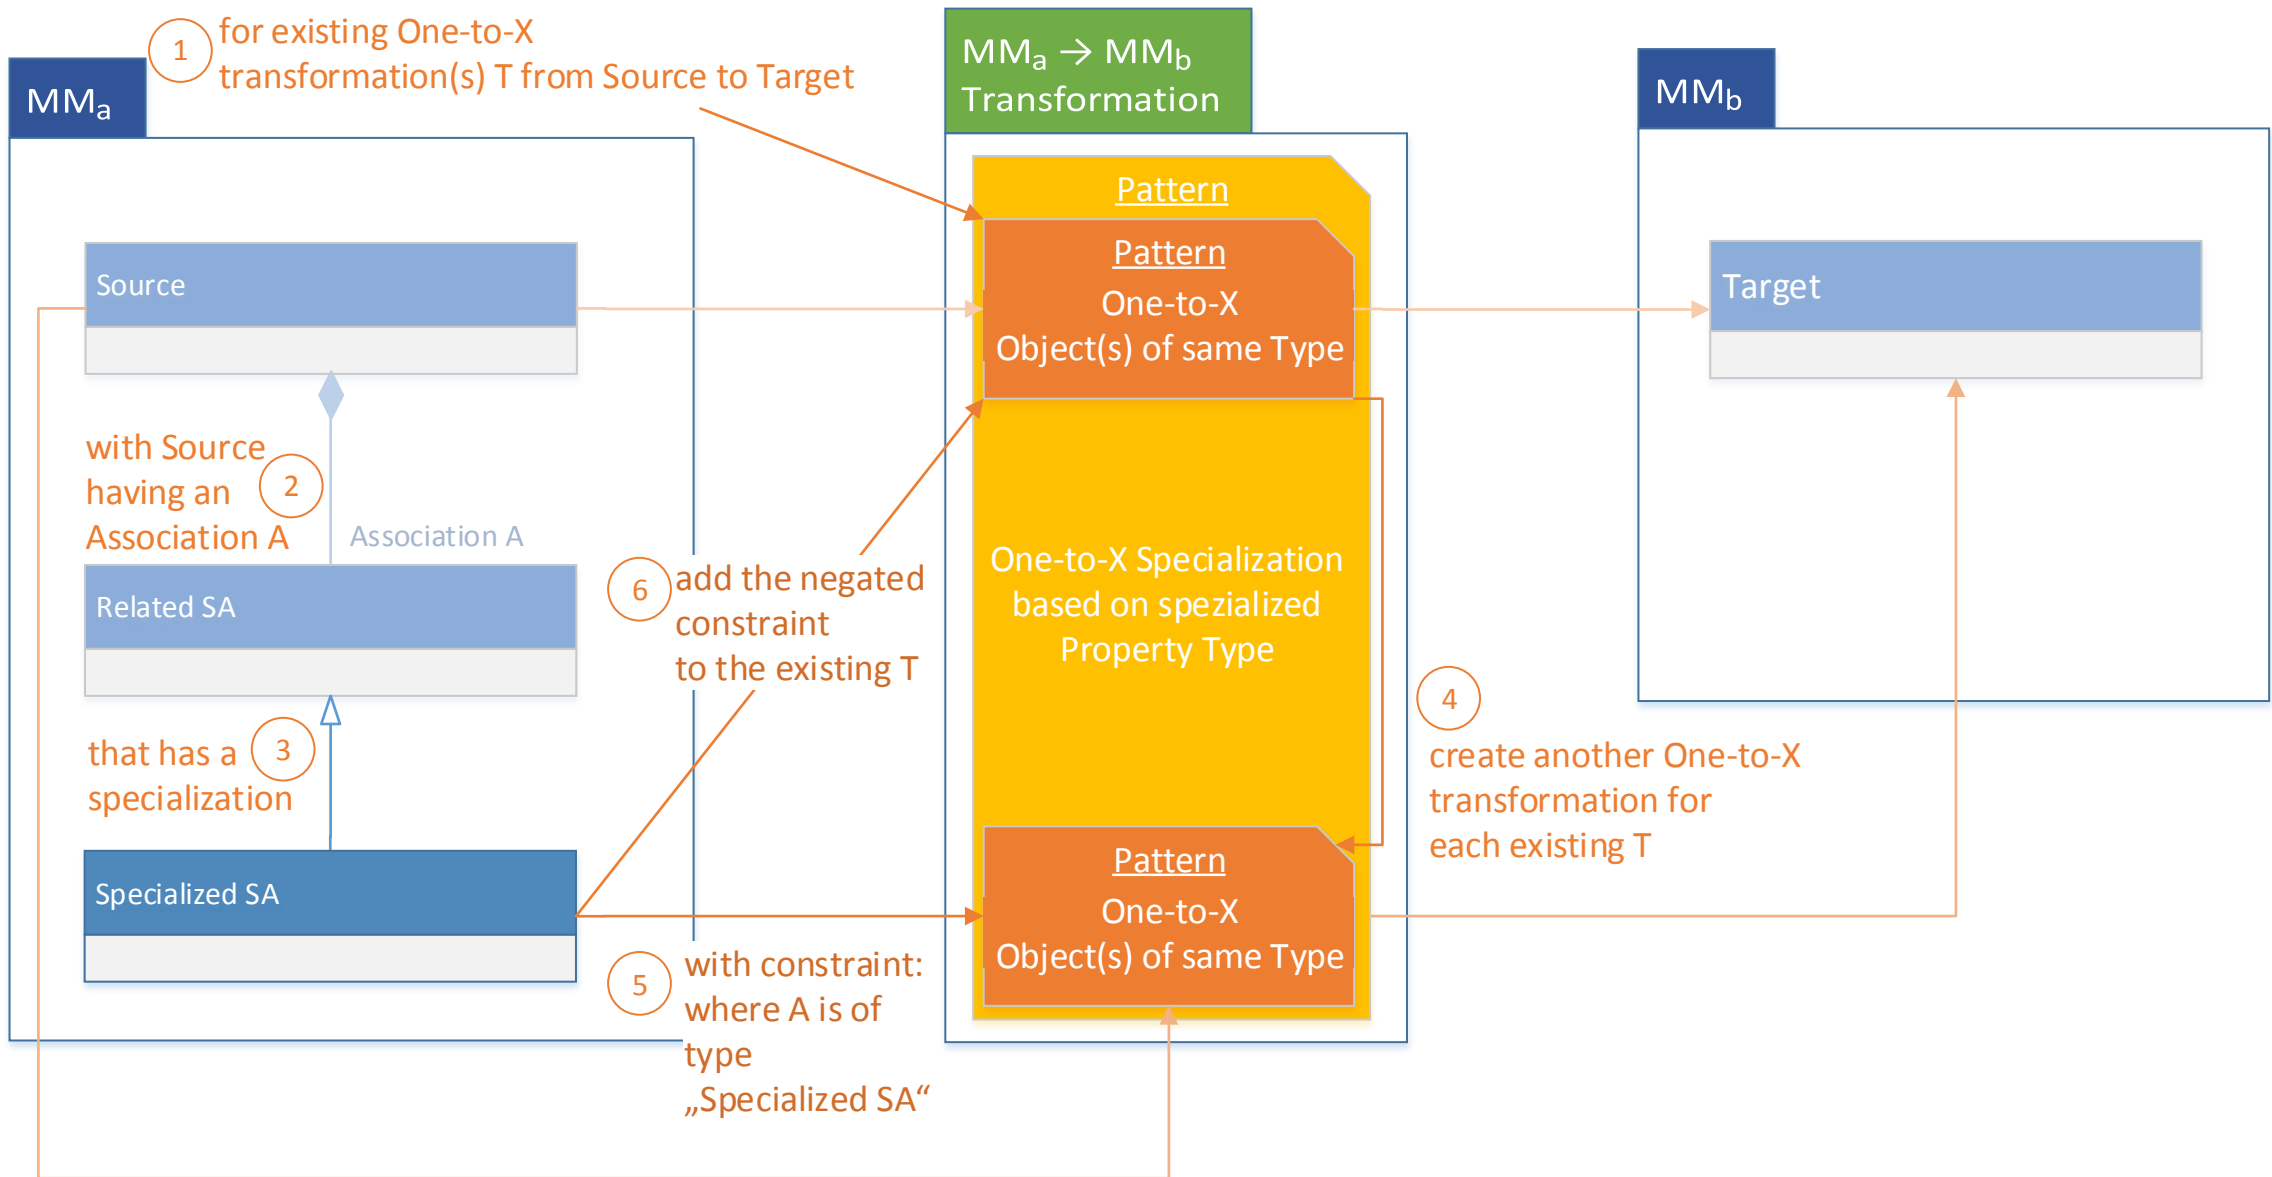 1
for existing One-to-X
transformation(s) T from Source to Target
MMa
MMa → MMb
Transformation
MMb
Pattern
Source
Pattern
One-to-X
Object(s) of same Type
Target
with Source
having an
Association A
2
Association A
Related SA
6
add the negated
constraint
to the existing T
One-to-X Specialization
based on spezialized
Property Type
that has a
specialization
3
4
create another One-to-X
transformation for
each existing T
Specialized SA
Pattern
One-to-X
Object(s) of same Type
5
with constraint:
where A is of
type
„Specialized SA“